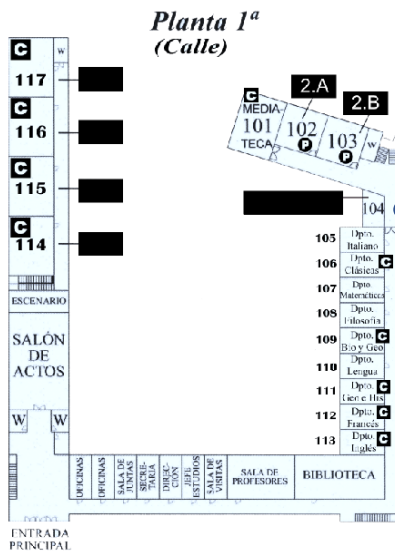 Planta 1ª
(Calle)
C
117
W
116
C
115
C
114
C
ESCENARIO
SALÓN
DE
ACTOS
W
W
C
MEDIA-
101
TECA
2.A
102
P
2.B
103
P
W
104
105 Dpto. Italiano
106 Dpto. Clásicas C
107 Dpto. Matemáticas
108 Dpto. Filosofía
109 Dpto. Bio y Geo C
110 Dpto. Lengua
111 Dpto. Geo e His C
112 Dpto. Francés C
113 Dpto. Inglés C
OFICINAS
OFICINAS
SALA DE JUNTAS
SECRE-TARIA
DIREC-CIÓN
JEFE ESTUDIOS
SALA DE VISITAS
SALA DE PROFESORES
BIBLIOTECA
ENTRADA
PRINCIPAL